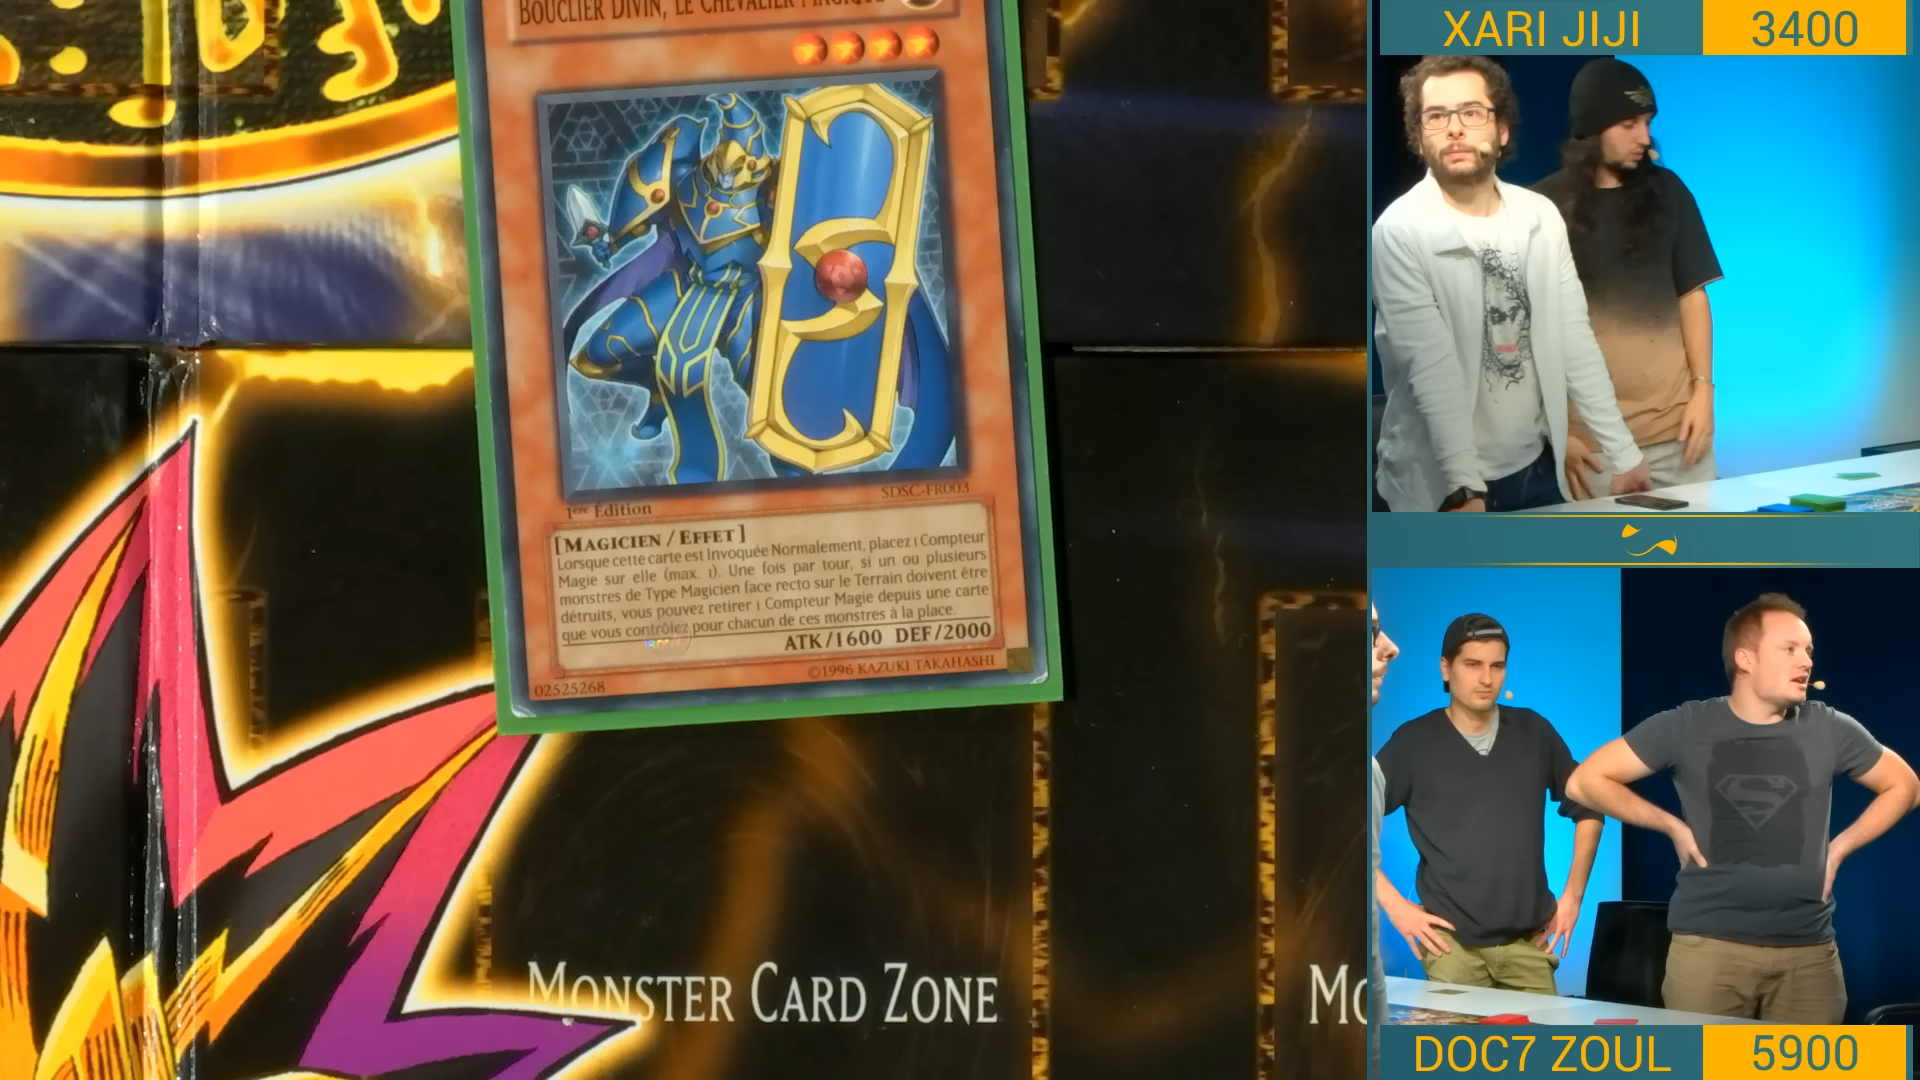 BOUCLIER DIVIN, LE CHEVALIER MAGIQUE
SDSC-FR003
1ère Édition
[MAGICIEN / EFFET]
Lorsque cette carte est Invoquée Normalement, placez 1 Compteur
Magie sur elle (max. 1). Une fois par tour, si un ou plusieurs
monstres de Type Magicien face recto sur le Terrain doivent être
détruits, vous pouvez retirer 1 Compteur Magie depuis une carte
que vous contrôlez pour chacun de ces monstres à la place.
ATK/1600 DEF/2000
02525268
©1996 KAZUKI TAKAHASHI
MONSTER CARD ZONE
MO
XARI JIJI
3400
DOC7 ZOUL
5900